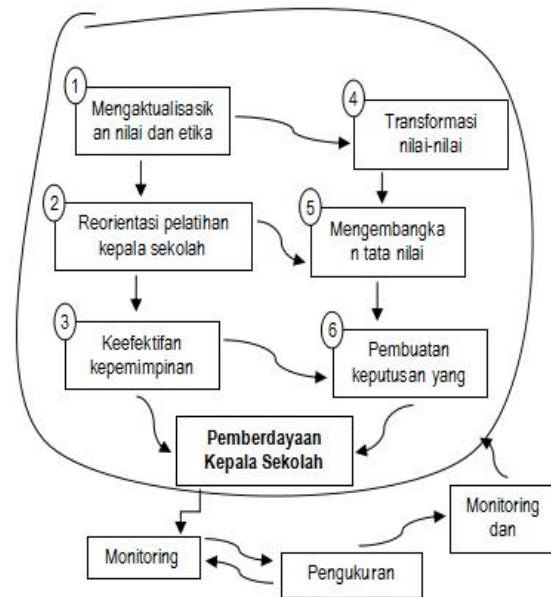 1
Mengaktualisasik
an nilai dan etika
4
Transformasi
nilai-nilai
2
Reorientasi pelatihan
kepala sekolah
5
Mengembangka
n tata nilai
3
Keefektifan
kepemimpinan
6
Pembuatan
keputusan yang
Pemberdayaan
Kepala Sekolah
Monitoring
Pengukuran
Monitoring
dan